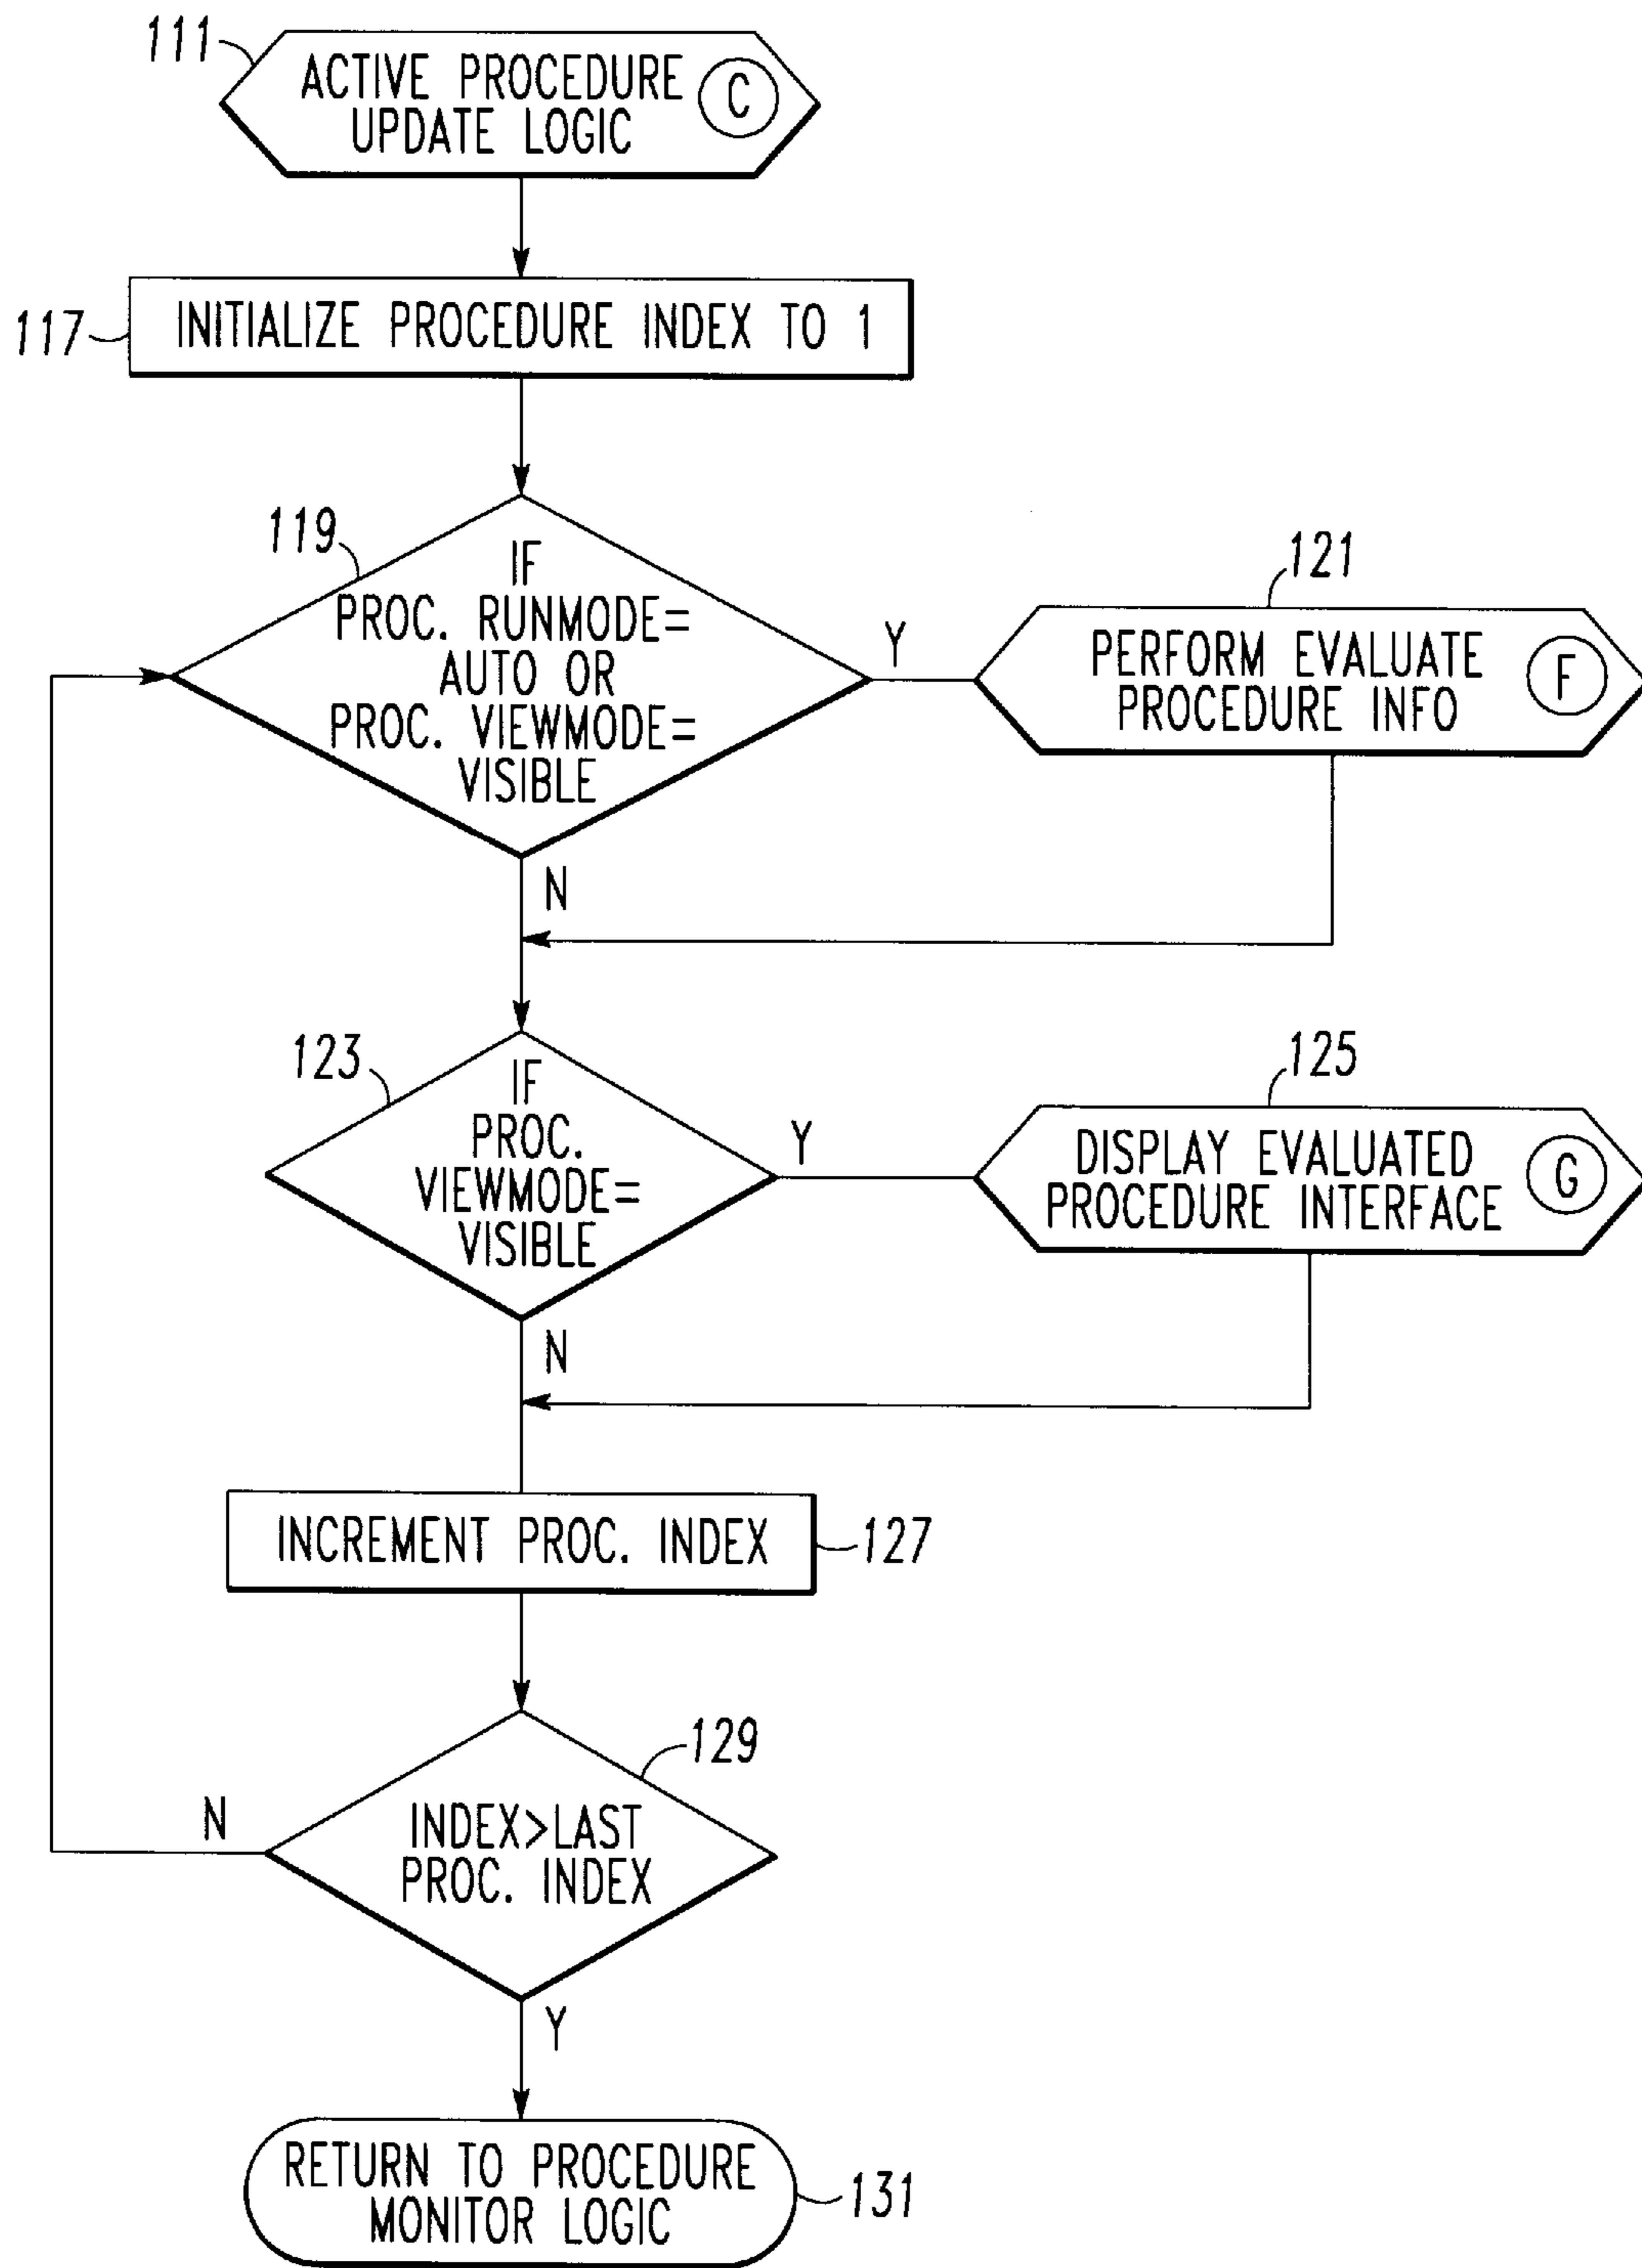 111
ACTIVE PROCEDURE
UPDATE LOGIC
C
117
INITIALIZE PROCEDURE INDEX TO 1
119
IF
PROC. RUNMODE=
AUTO OR
PROC. VIEWMODE=
VISIBLE
Y
121
PERFORM EVALUATE
PROCEDURE INFO
F
N
123
IF
PROC.
VIEWMODE=
VISIBLE
Y
125
DISPLAY EVALUATED
PROCEDURE INTERFACE
G
N
INCREMENT PROC. INDEX
127
129
INDEX>LAST
PROC. INDEX
N
Y
RETURN TO PROCEDURE
MONITOR LOGIC
131